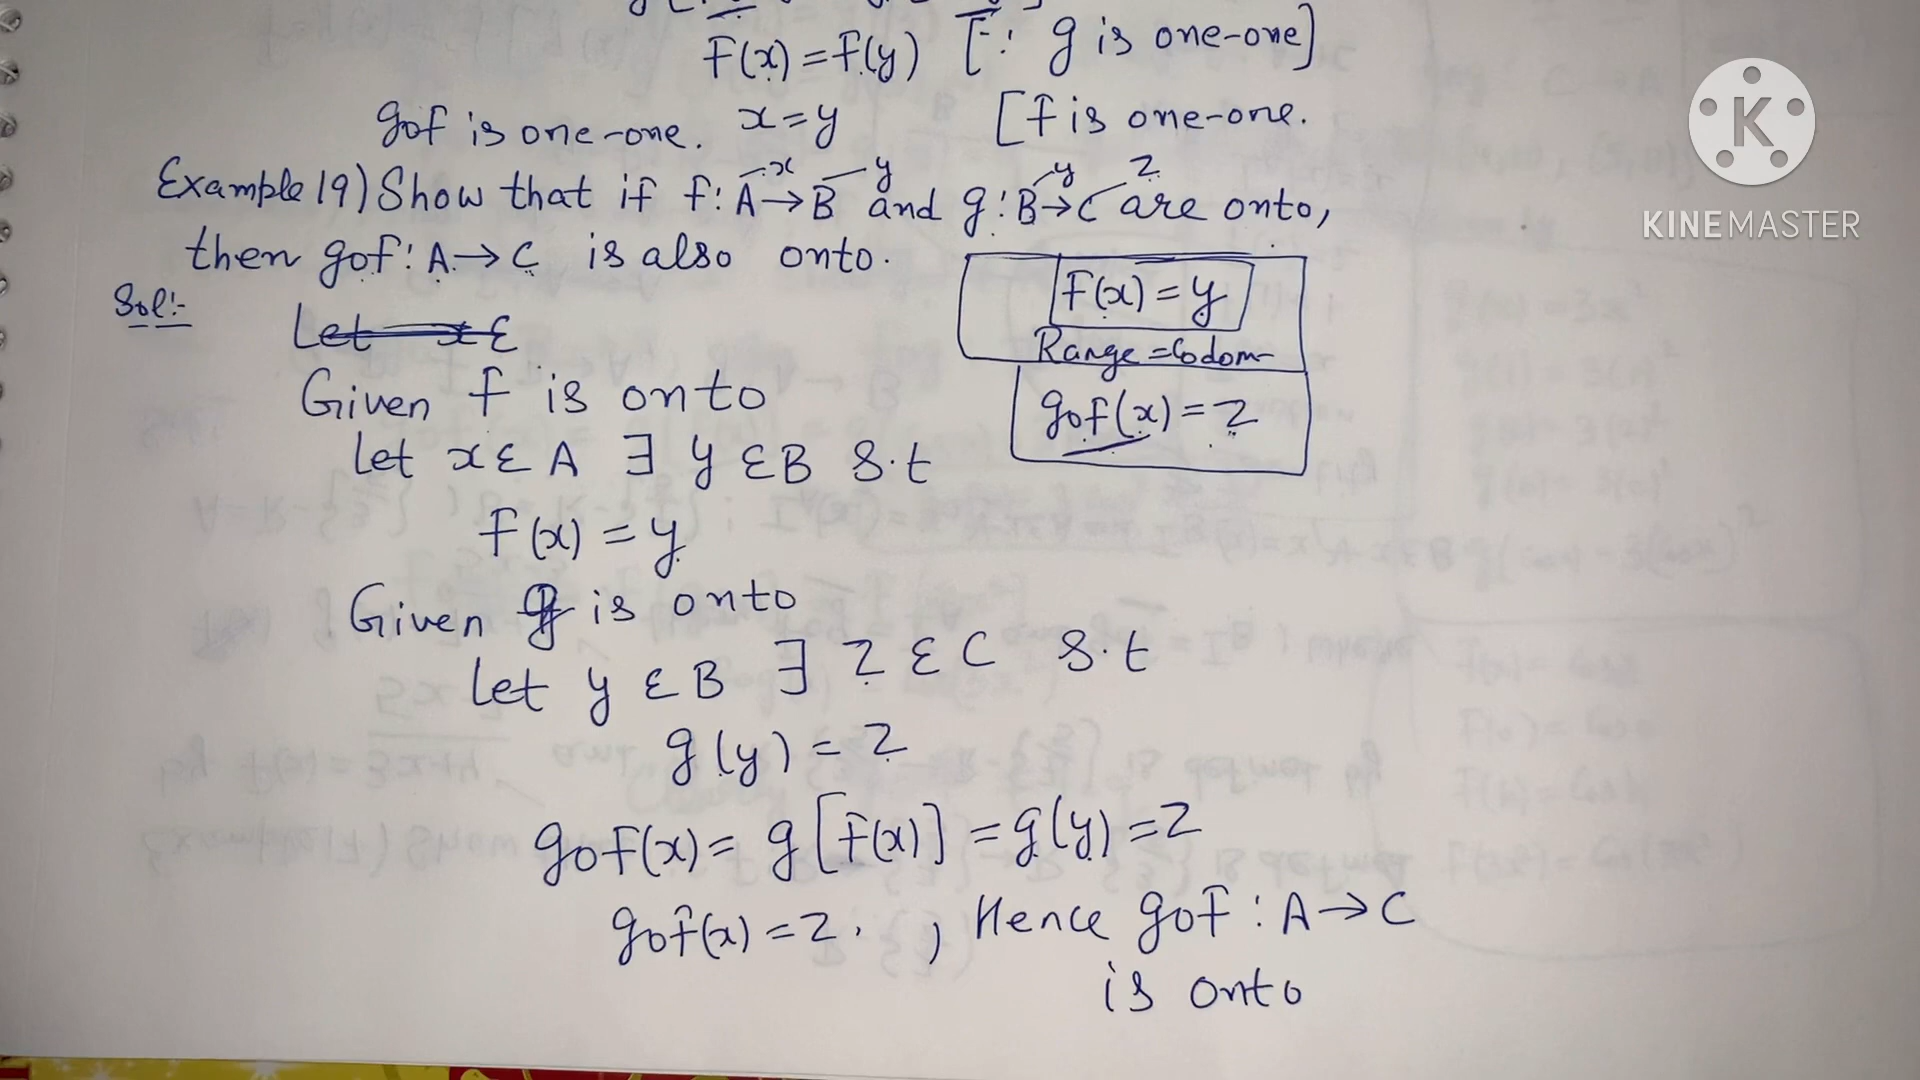 F(x) = F(y) [∵ g is one-one]
gof is one-one. x = y [f is one-one.
Example 19) Show that if f: A → B and g: B → C are onto,
x y y z
then gof: A → C is also onto.
Sol:-
Let x ε
F(x) = y
Range = Codom-
gof(x) = z
Given f is onto
Let x ε A ∃ y ε B s.t
F(x) = y
Given g is onto
Let y ε B ∃ z ε C s.t
g(y) = z
gof(x) = g[f(x)] = g(y) = z
gof(x) = z. , Hence gof : A → C
is onto
K
KINEMASTER